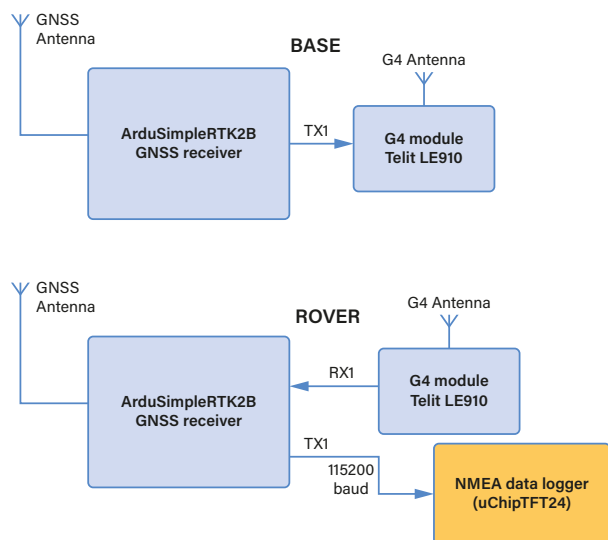 GNSS
Antenna
BASE
G4 Antenna
ArduSimpleRTK2B
GNSS receiver
TX1
G4 module
Telit LE910
GNSS
Antenna
ROVER
G4 Antenna
ArduSimpleRTK2B
GNSS receiver
RX1
G4 module
Telit LE910
TX1
115200
baud
NMEA data logger
(uChipTFT24)